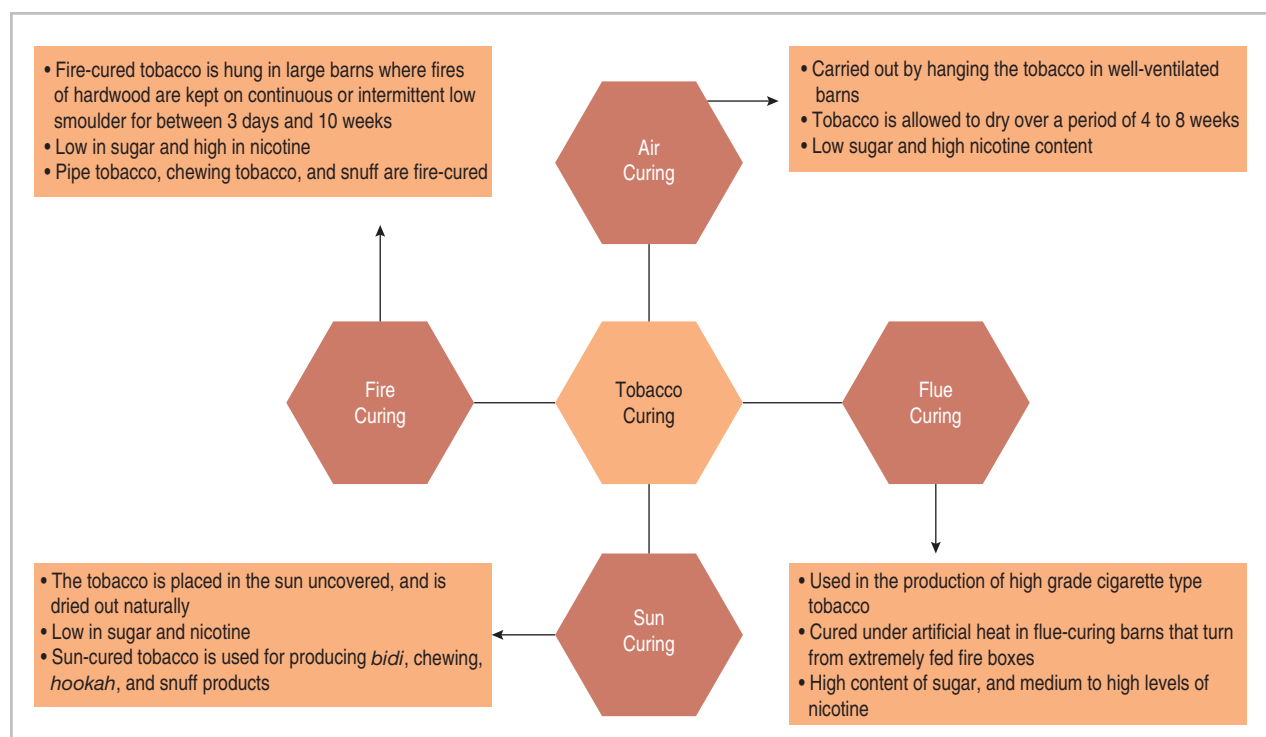 • Fire-cured tobacco is hung in large barns where fires
of hardwood are kept on continuous or intermittent low
smoulder for between 3 days and 10 weeks
• Low in sugar and high in nicotine
• Pipe tobacco, chewing tobacco, and snuff are fire-cured
Air
Curing
• Carried out by hanging the tobacco in well-ventilated
barns
• Tobacco is allowed to dry over a period of 4 to 8 weeks
• Low sugar and high nicotine content
Fire
Curing
Tobacco
Curing
Flue
Curing
• The tobacco is placed in the sun uncovered, and is
dried out naturally
• Low in sugar and nicotine
• Sun-cured tobacco is used for producing bidi, chewing,
hookah, and snuff products
Sun
Curing
• Used in the production of high grade cigarette type
tobacco
• Cured under artificial heat in flue-curing barns that turn
from extremely fed fire boxes
• High content of sugar, and medium to high levels of
nicotine